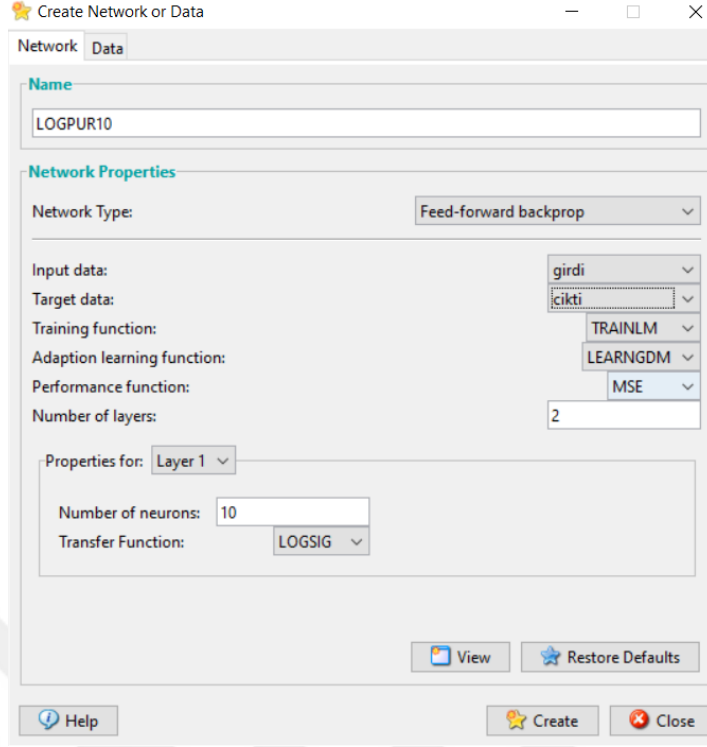 Create Network or Data
Network Data
Name
LOGPUR10
Network Properties
Network Type: Feed-forward backprop
Input data: girdi
Target data: cikti
Training function: TRAINLM
Adaption learning function: LEARNGDM
Performance function: MSE
Number of layers: 2
Properties for: Layer 1
Number of neurons: 10
Transfer Function: LOGSIG
View Restore Defaults
Help Create Close